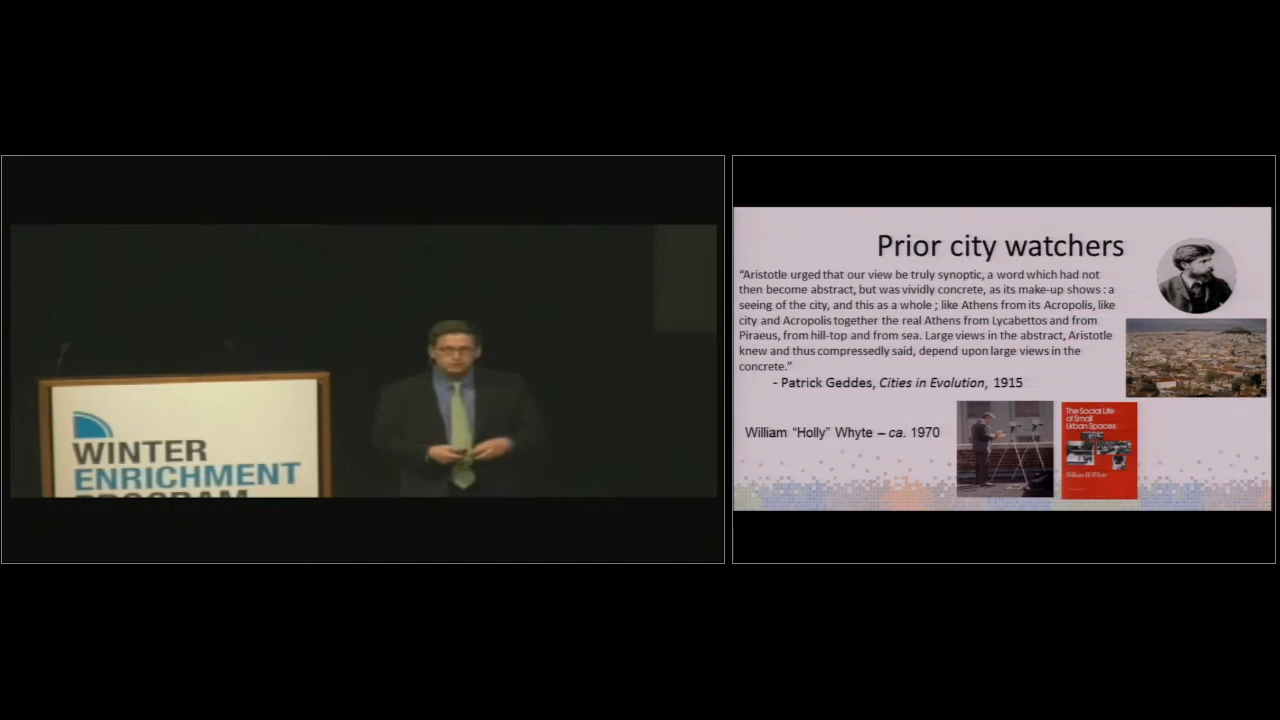 WINTER
ENRICHMENT
PROGRAM
Prior city watchers
“Aristotle urged that our view be truly synoptic, a word which had not
then become abstract, but was vividly concrete, as its make-up shows : a
seeing of the city, and this as a whole ; like Athens from its Acropolis, like
city and Acropolis together the real Athens from Lycabettos and from
Piraeus, from hill-top and from sea. Large views in the abstract, Aristotle
knew and thus compressedly said, depend upon large views in the
concrete.”
- Patrick Geddes, Cities in Evolution, 1915
William “Holly” Whyte – ca. 1970
The Social Life
of Small
Urban Spaces
William H. Whyte